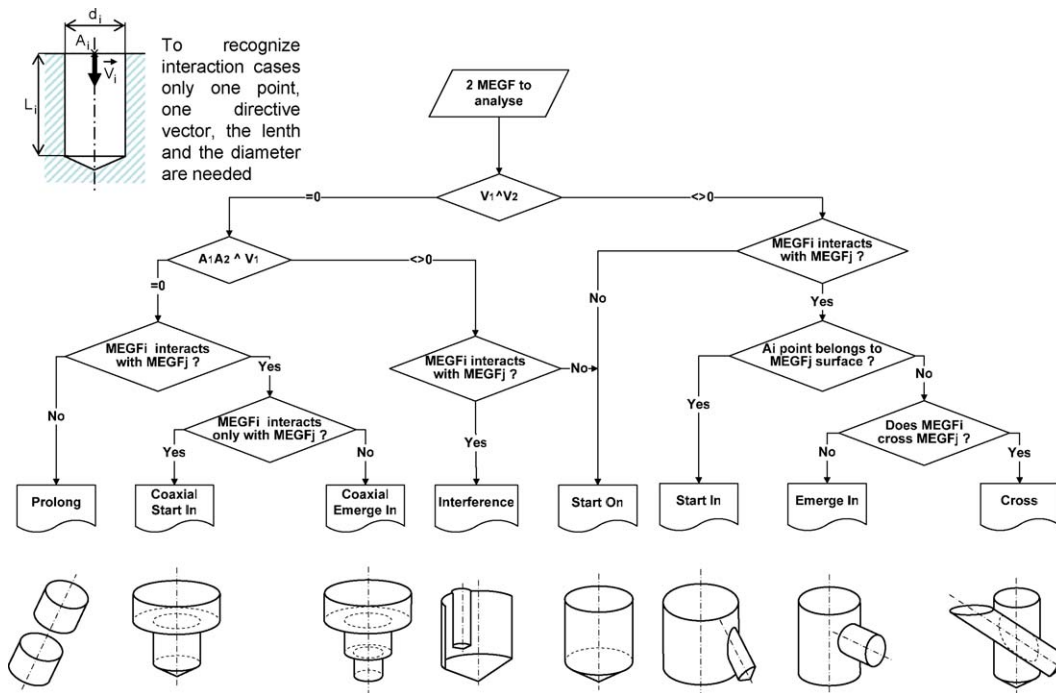 dᵢ
Aᵢ
V⃗ᵢ
Lᵢ
To recognize
interaction cases
only one point,
one directive
vector, the lenth
and the diameter
are needed
2 MEGF to
analyse
V₁^V₂
=0
<>0
A₁A₂ ^ V₁
=0
<>0
MEGFi interacts
with MEGFj ?
No
Yes
MEGFi interacts
with MEGFj ?
No
Yes
MEGFi interacts
only with MEGFj ?
Yes
No
MEGFi interacts
with MEGFj ?
No
Yes
Ai point belongs to
MEGFj surface ?
Yes
No
Does MEGFi
cross MEGFj ?
No
Yes
Prolong
Coaxial
Start In
Coaxial
Emerge In
Interference
Start On
Start In
Emerge In
Cross